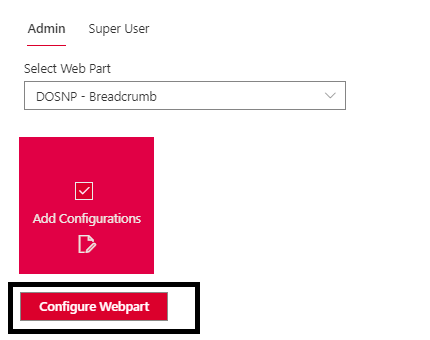 Admin Super User
Select Web Part
DOSNP - Breadcrumb
Add Configurations
Configure Webpart